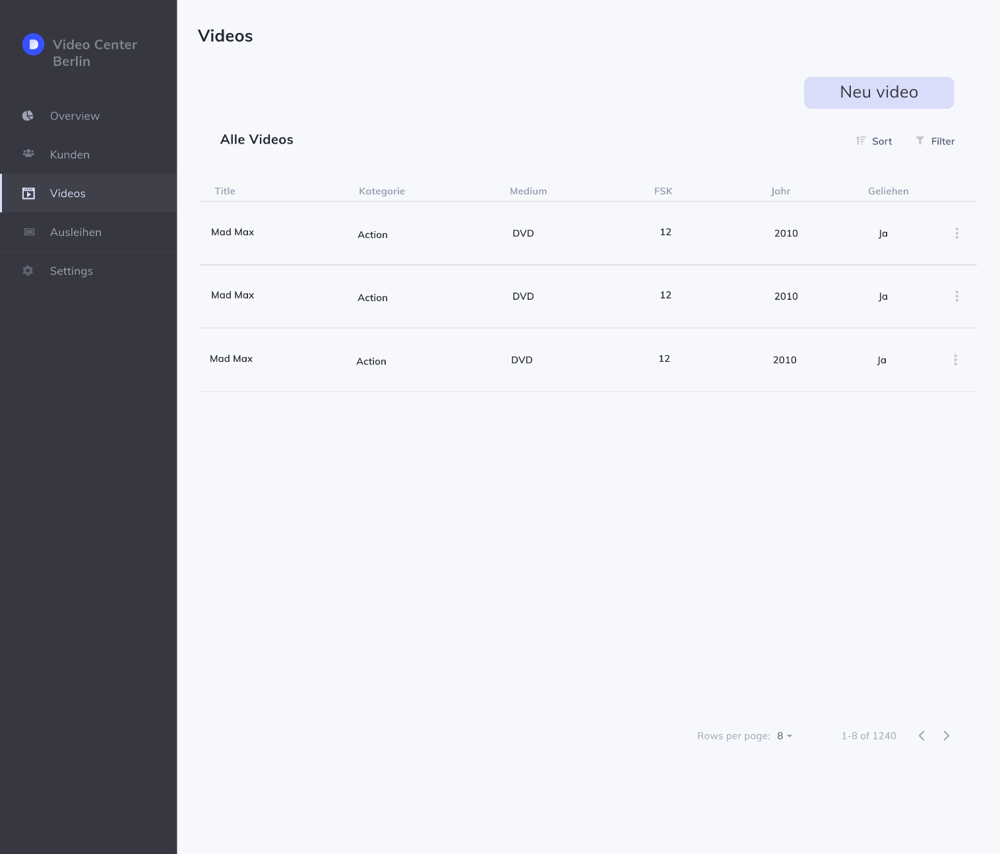 Video Center
Berlin
Overview
Kunden
Videos
Ausleihen
Settings
Videos
Neu video
Alle Videos
Sort Filter
Title Kategorie Medium FSK Jahr Geliehen
Mad Max Action DVD 12 2010 Ja
Mad Max Action DVD 12 2010 Ja
Mad Max Action DVD 12 2010 Ja
Rows per page: 8 1-8 of 1240